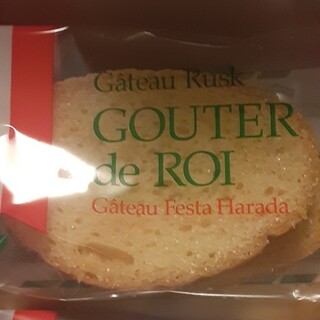 Gâteau Rusk
GOUTER
de ROI
Gâteau Festa Harada